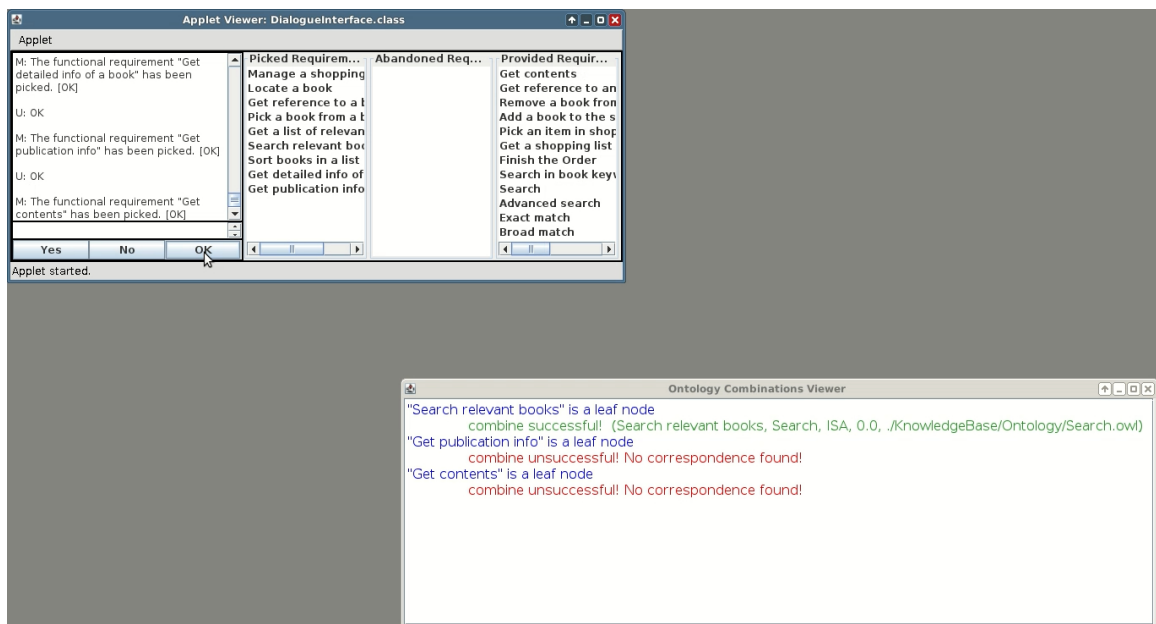 Applet Viewer: DialogueInterface.class
Applet
M: The functional requirement "Get
detailed info of a book" has been
picked. [OK]
U: OK
M: The functional requirement "Get
publication info" has been picked. [OK]
U: OK
M: The functional requirement "Get
contents" has been picked. [OK]
Yes No OK
Picked Requirem...
Manage a shopping
Locate a book
Get reference to a b
Pick a book from a b
Get a list of relevan
Search relevant boo
Sort books in a list
Get detailed info of
Get publication info
Abandoned Req...
Provided Requir...
Get contents
Get reference to an
Remove a book from
Add a book to the s
Pick an item in shop
Get a shopping list
Finish the Order
Search in book keyw
Search
Advanced search
Exact match
Broad match
Applet started.
Ontology Combinations Viewer
"Search relevant books" is a leaf node
combine successful! (Search relevant books, Search, ISA, 0.0, ./KnowledgeBase/Ontology/Search.owl)
"Get publication info" is a leaf node
combine unsuccessful! No correspondence found!
"Get contents" is a leaf node
combine unsuccessful! No correspondence found!